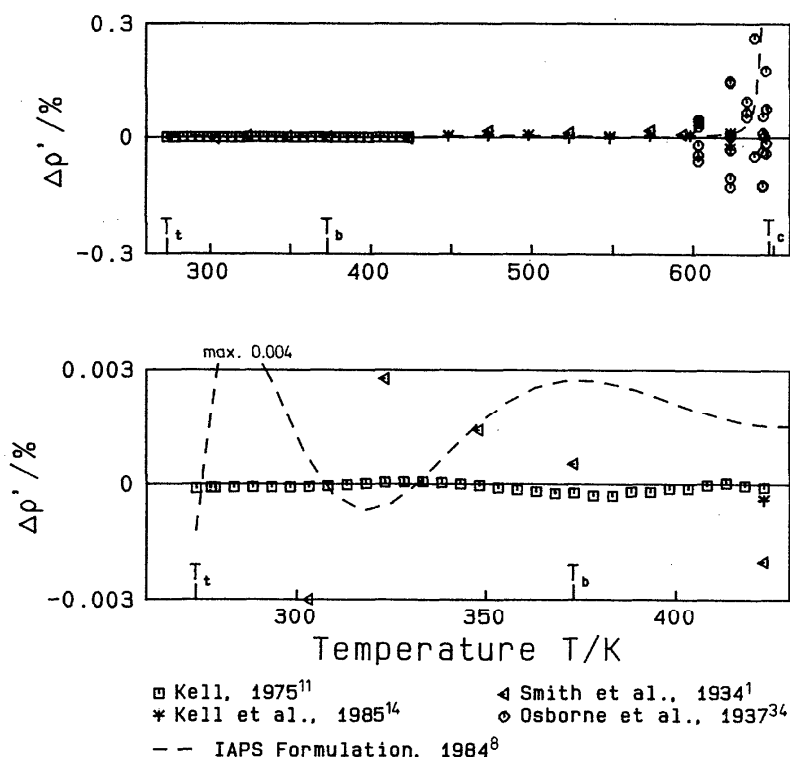 0.3
Δρ' /%
0
-0.3
T_t
T_b
T_c
300 400 500 600
max. 0.004
0.003
Δρ' /%
0
-0.003
T_t
T_b
300 350 400
Temperature T/K
Kell, 1975¹¹
Smith et al., 1934¹
Kell et al., 1985¹⁴
Osborne et al., 1937³⁴
IAPS Formulation, 1984⁸